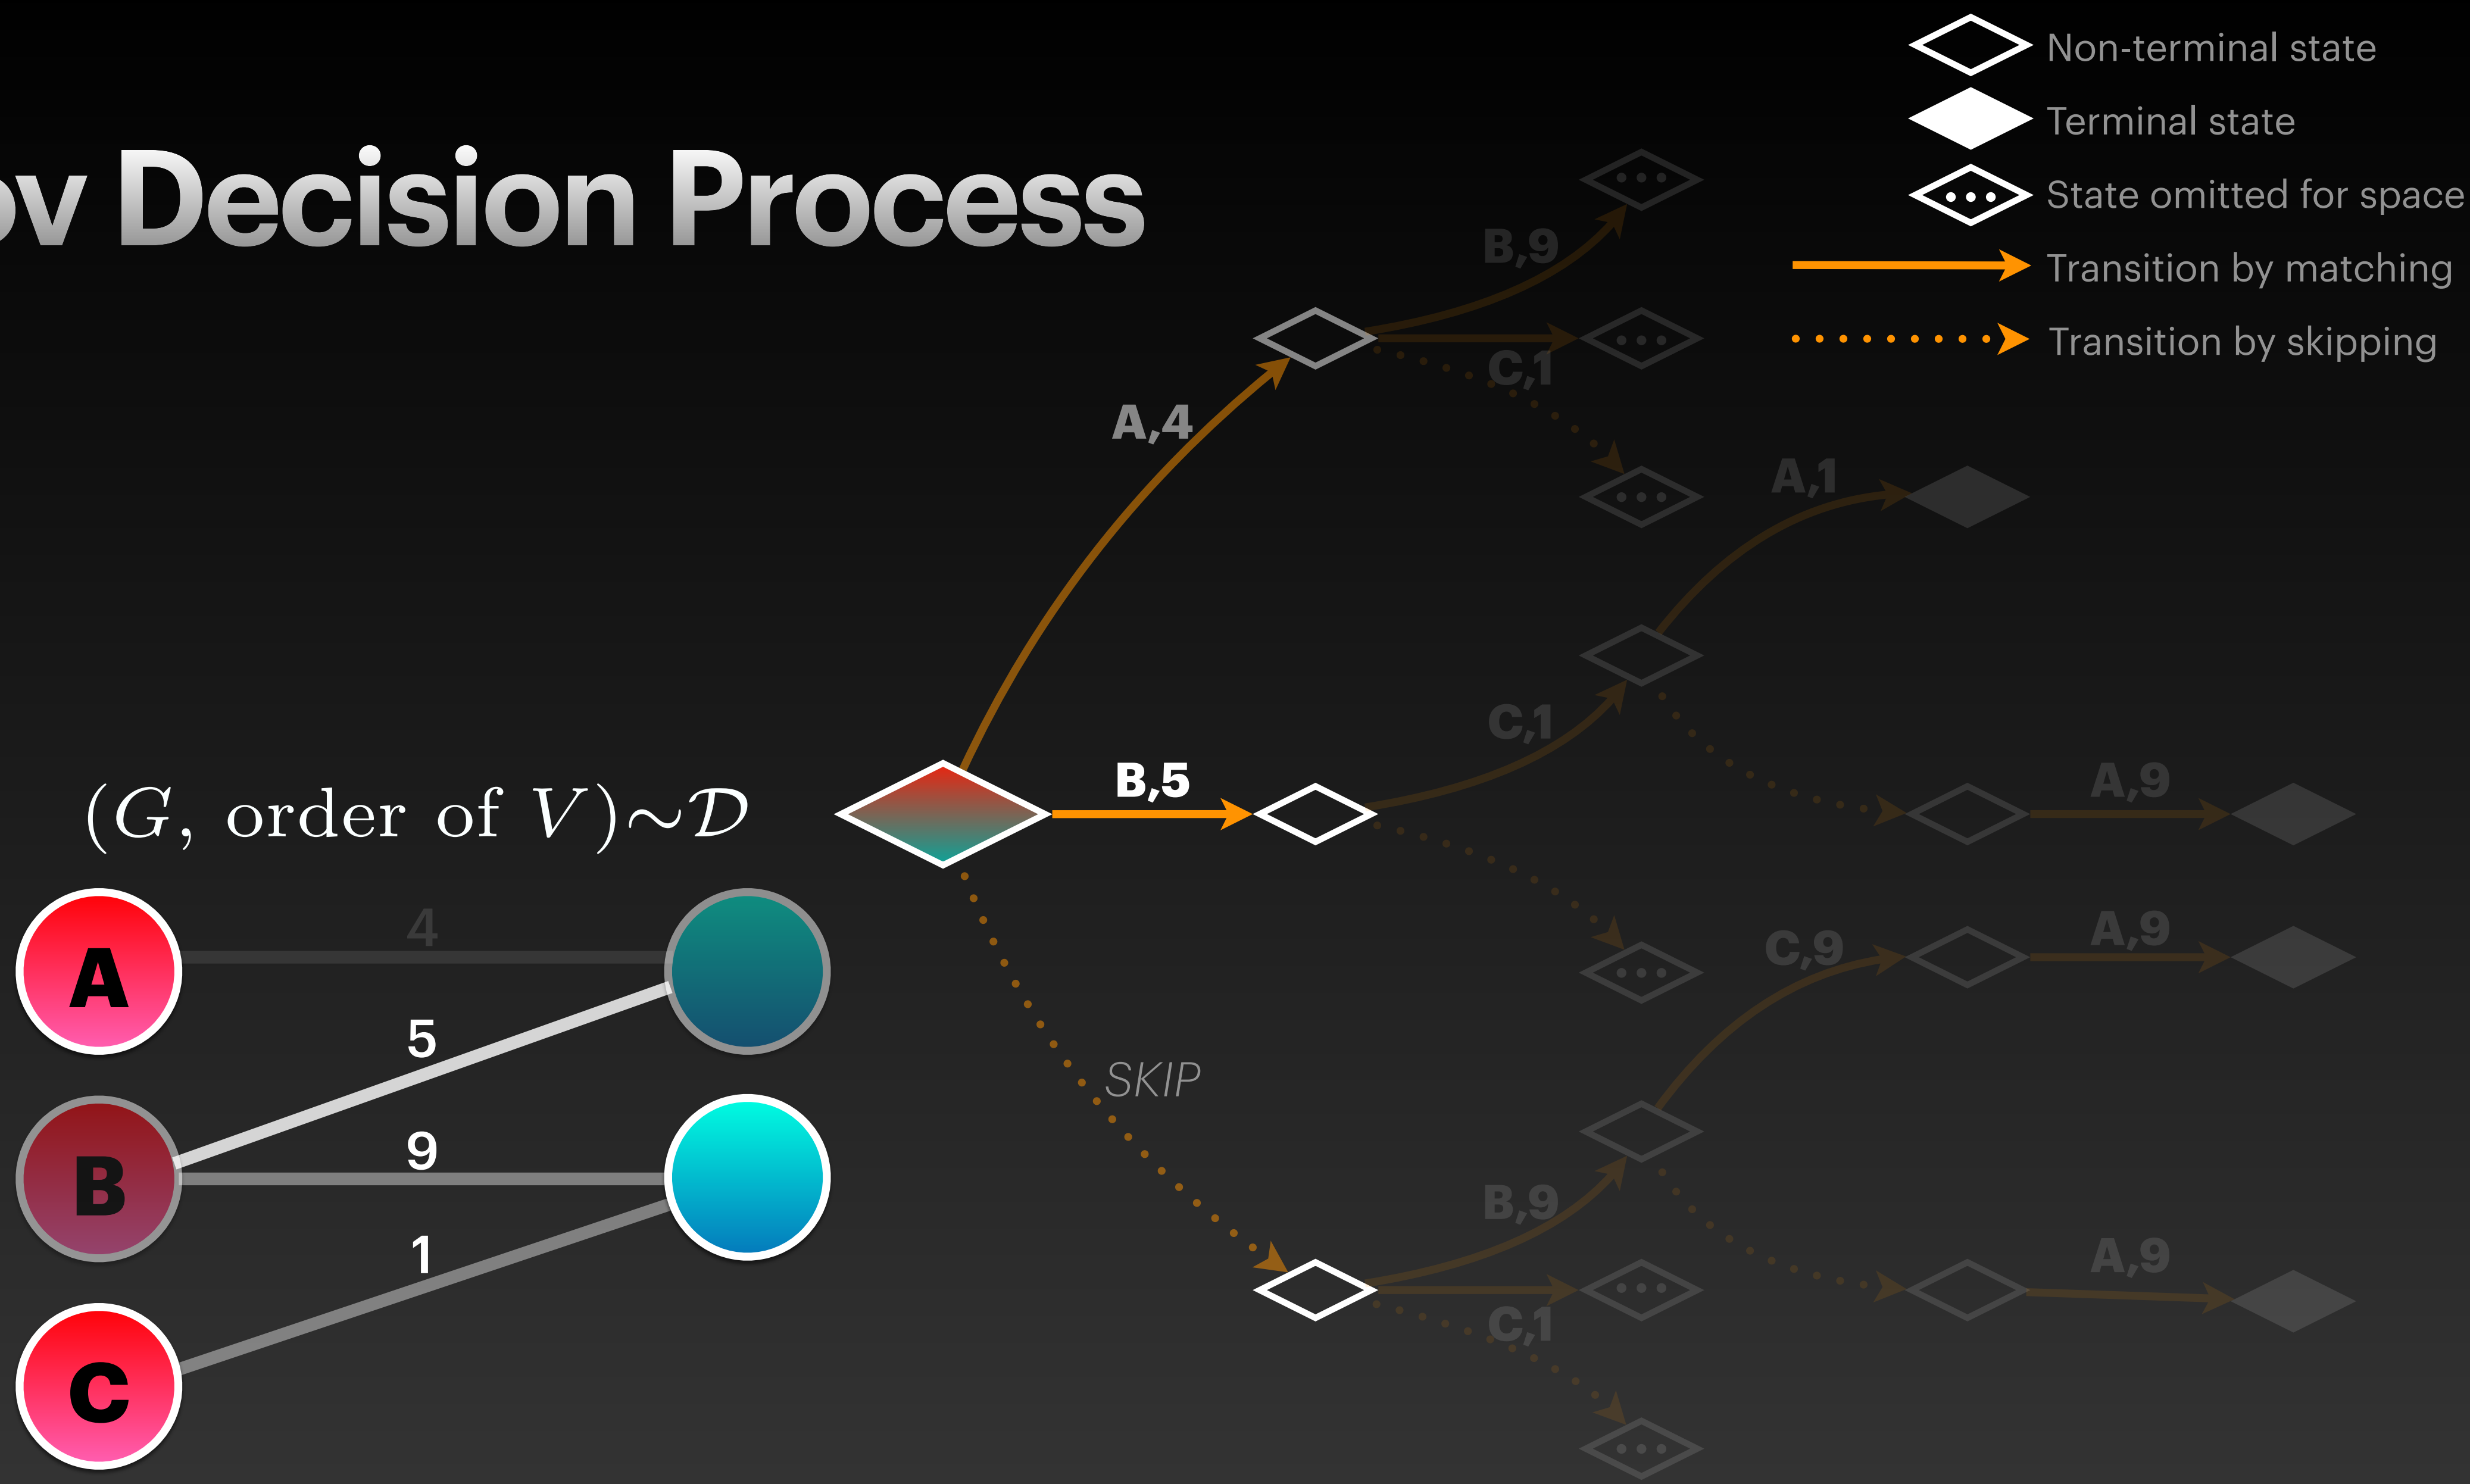 Non-terminal state
Terminal state
State omitted for space
Transition by matching
Transition by skipping
ov Decision Process
B,9
C,1
A,4
A,1
C,1
B,5
A,9
(G, order of V)~𝒟
A
4
5
B
9
1
C
C,9
A,9
SKIP
B,9
A,9
C,1